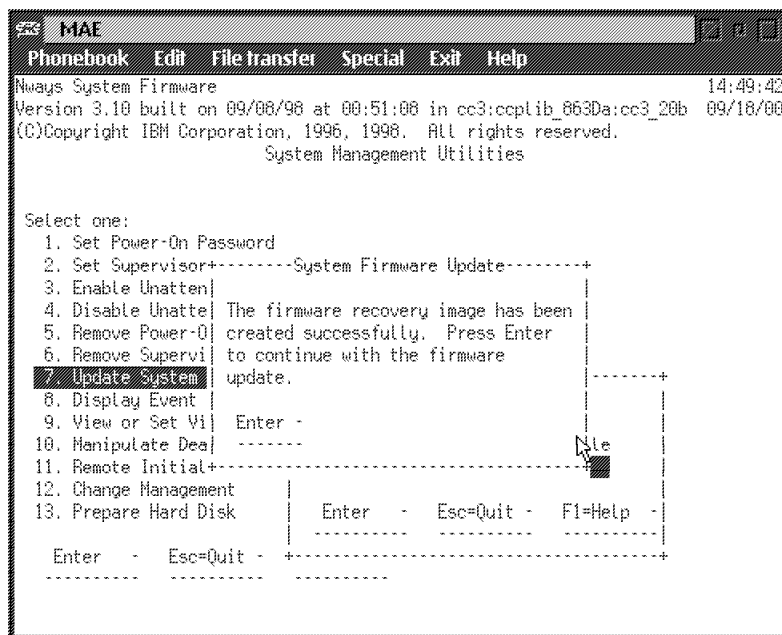 MAE
Phonebook Edit File transfer Special Exit Help
Nways System Firmware 14:49:42
Version 3.10 built on 09/08/98 at 00:51:08 in cc3:ccplib_863Da:cc3_20b 09/18/00
(C)Copyright IBM Corporation, 1996, 1998. All rights reserved.
System Management Utilities
Select one:
1. Set Power-On Password
2. Set Supervisor+--------System Firmware Update--------+
3. Enable Unatten|
4. Disable Unatte| The firmware recovery image has been |
5. Remove Power-O| created successfully. Press Enter |
6. Remove Supervi| to continue with the firmware |
7. Update System | update. |-------+
8. Display Event |
9. View or Set Vi| Enter -
10. Manipulate Dea| ------- le
11. Remote Initial+
12. Change Management
13. Prepare Hard Disk | Enter - Esc=Quit - F1=Help -|
Enter - Esc=Quit -